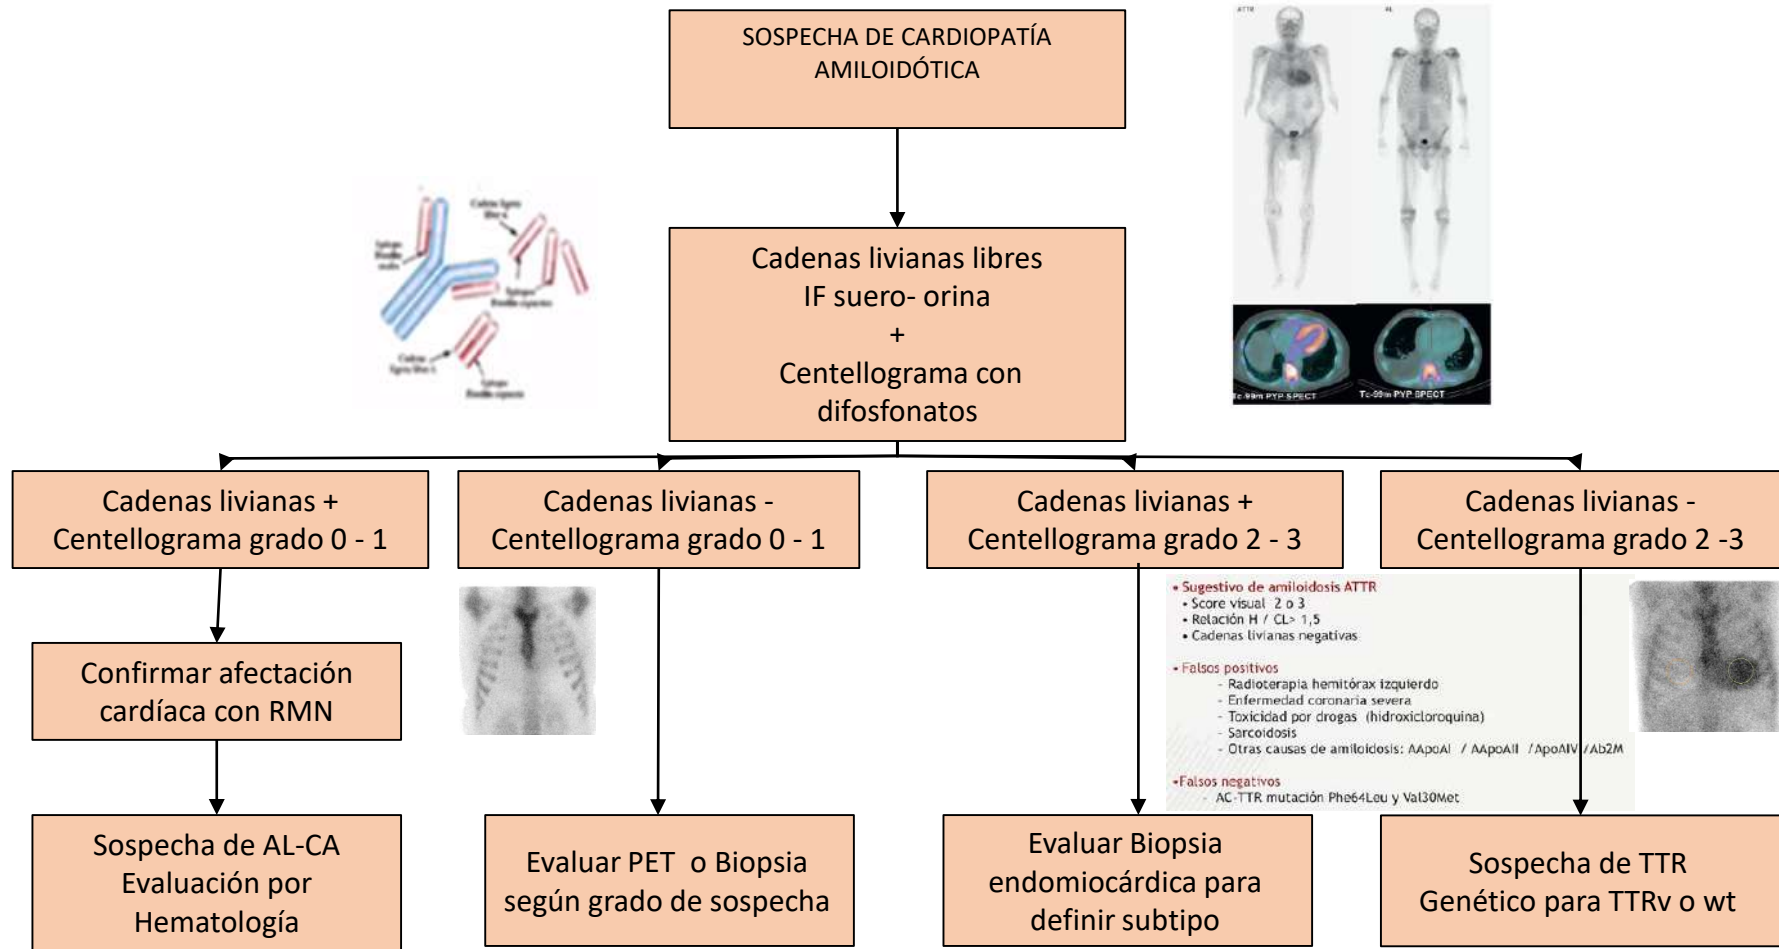 SOSPECHA DE CARDIOPATÍA
AMILOIDÓTICA
ATTR
AL
Tc-99m PYP SPECT
Tc-99m PYP SPECT
Cadenas livianas libres
IF suero- orina
+
Centellograma con
difosfonatos
Cadenas livianas +
Centellograma grado 0 - 1
Cadenas livianas -
Centellograma grado 0 - 1
Cadenas livianas +
Centellograma grado 2 - 3
Cadenas livianas -
Centellograma grado 2 -3
Confirmar afectación
cardíaca con RMN
• Sugestivo de amiloidosis ATTR
• Score visual 2 o 3
• Relación H / CL> 1,5
• Cadenas livianas negativas
• Falsos positivos
- Radioterapia hemitórax izquierdo
- Enfermedad coronaria severa
- Toxicidad por drogas (hidroxicloroquina)
- Sarcoidosis
- Otras causas de amiloidosis: AApoAI / AApoAII /ApoAIV /Ab2M
•Falsos negativos
- AC-TTR mutación Phe64Leu y Val30Met
Sospecha de AL-CA
Evaluación por
Hematología
Evaluar PET o Biopsia
según grado de sospecha
Evaluar Biopsia
endomiocárdica para
definir subtipo
Sospecha de TTR
Genético para TTRv o wt